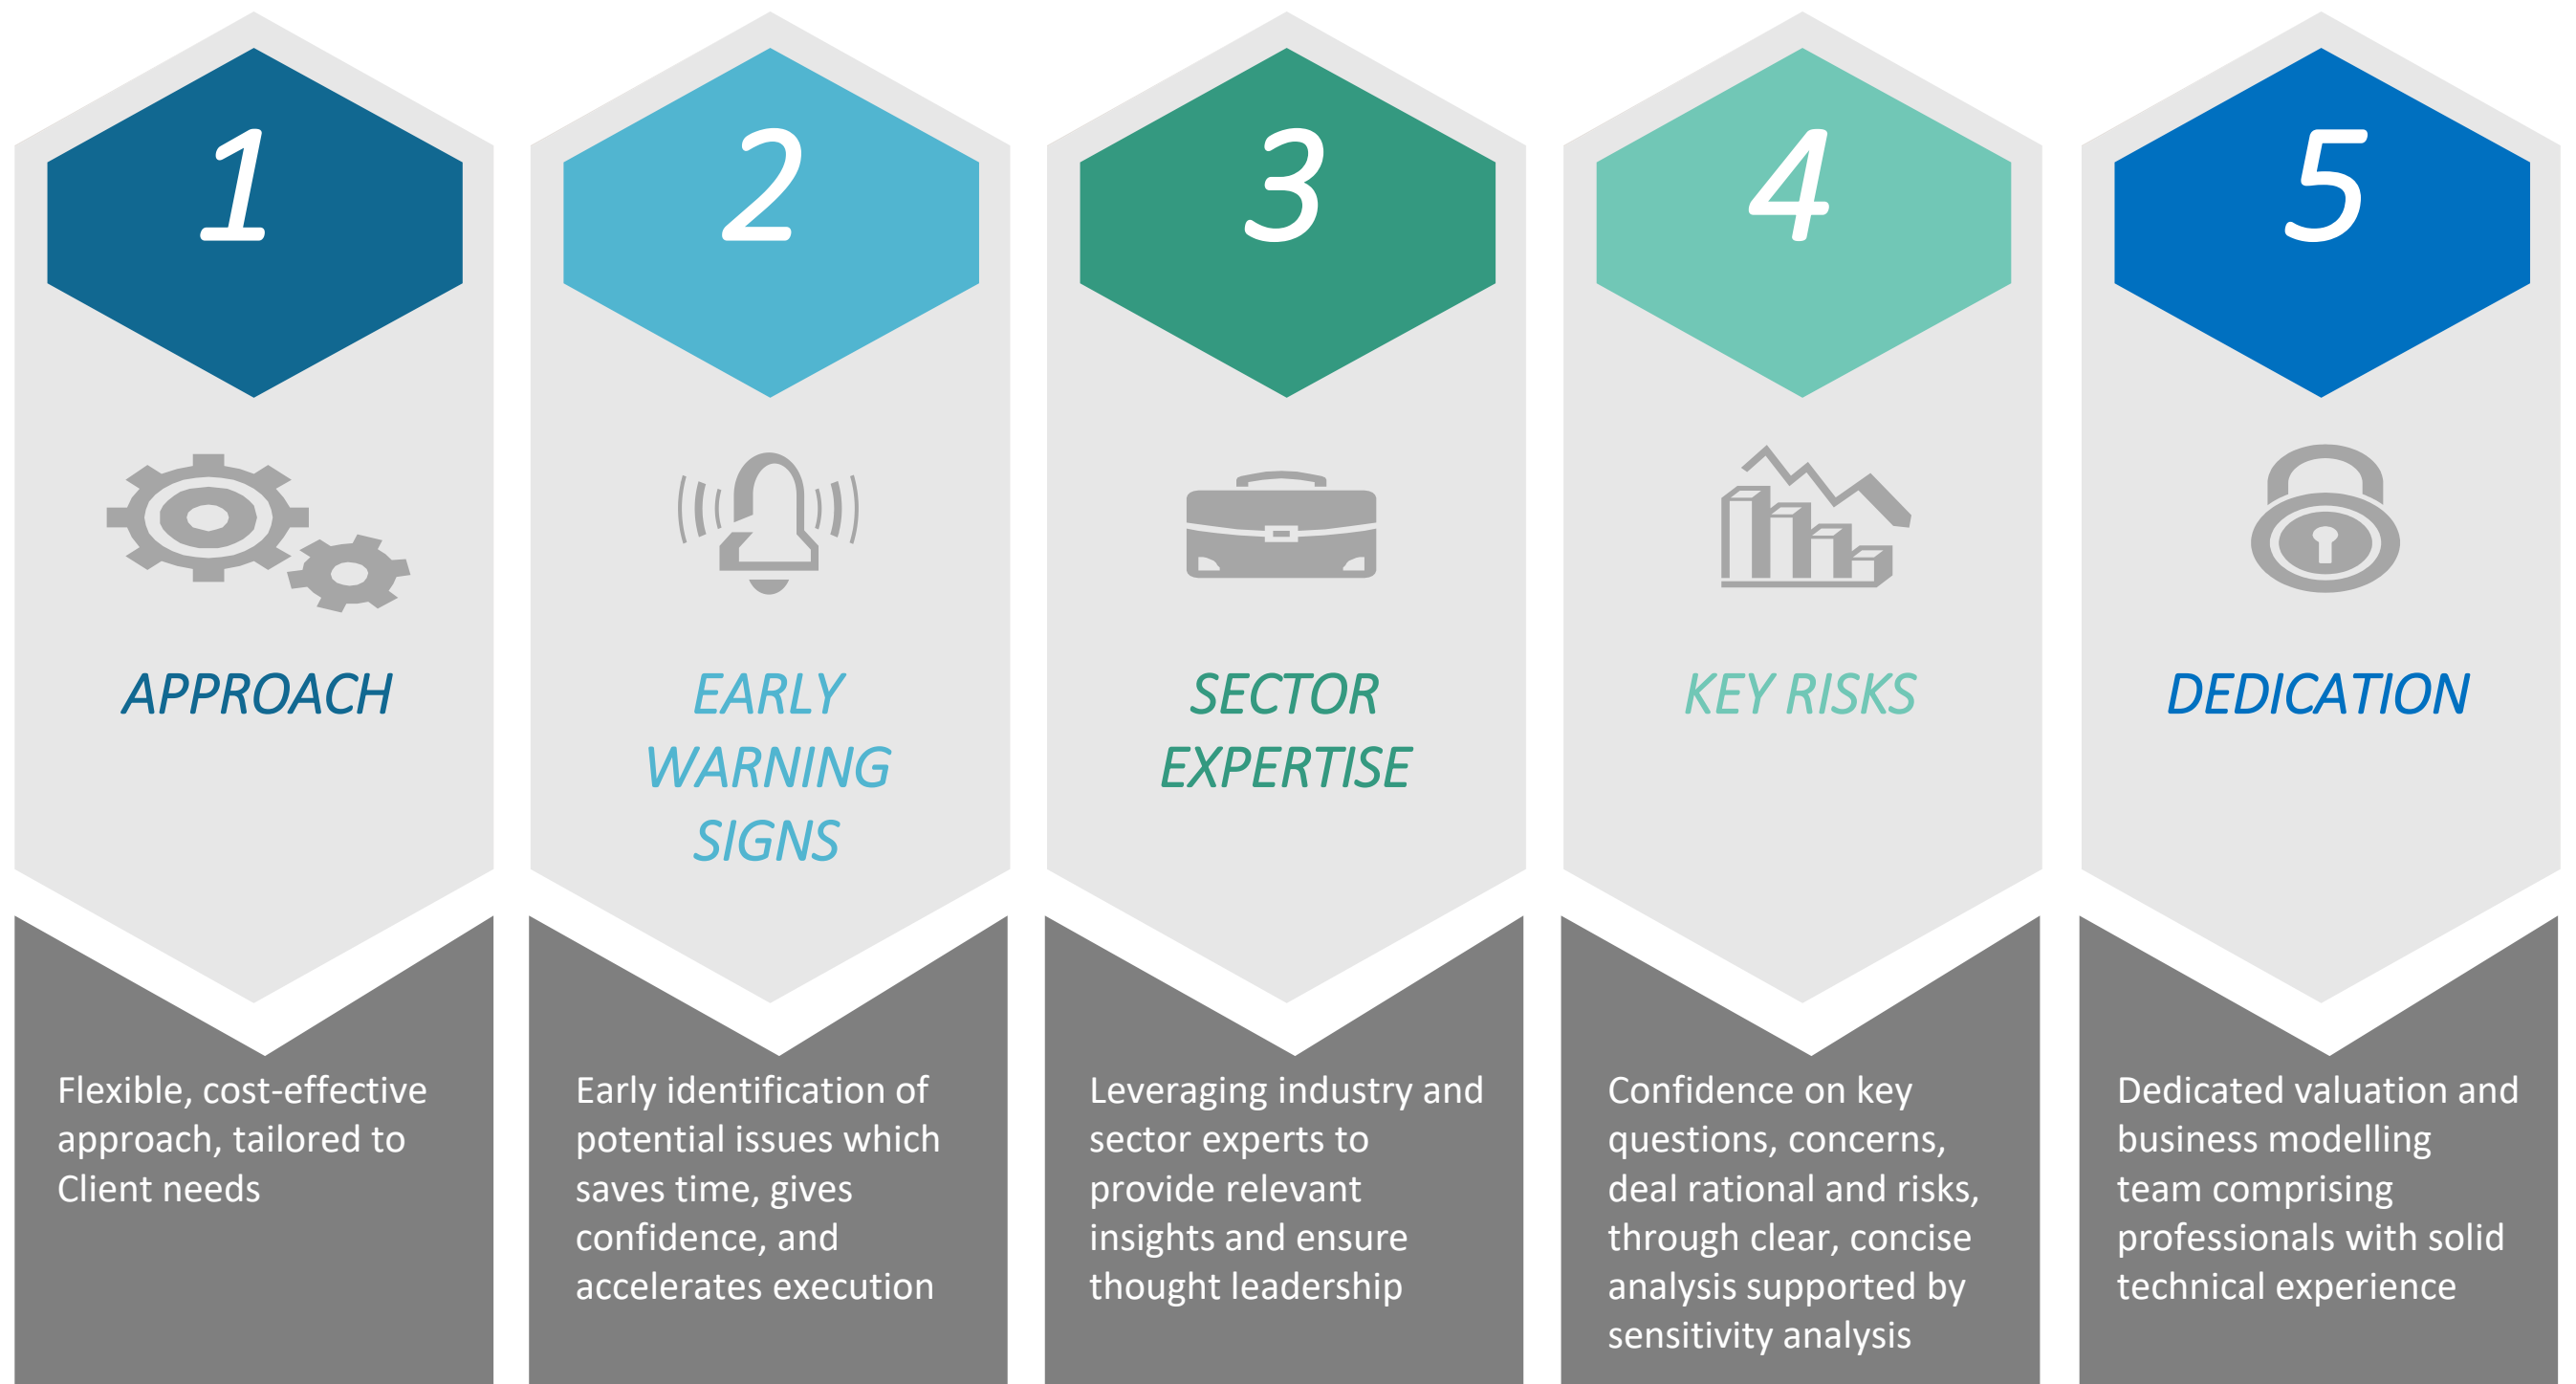 1
APPROACH
Flexible, cost-effective
approach, tailored to
Client needs
2
EARLY
WARNING
SIGNS
Early identification of
potential issues which
saves time, gives
confidence, and
accelerates execution
3
SECTOR
EXPERTISE
Leveraging industry and
sector experts to
provide relevant
insights and ensure
thought leadership
4
KEY RISKS
Confidence on key
questions, concerns,
deal rational and risks,
through clear, concise
analysis supported by
sensitivity analysis
5
DEDICATION
Dedicated valuation and
business modelling
team comprising
professionals with solid
technical experience